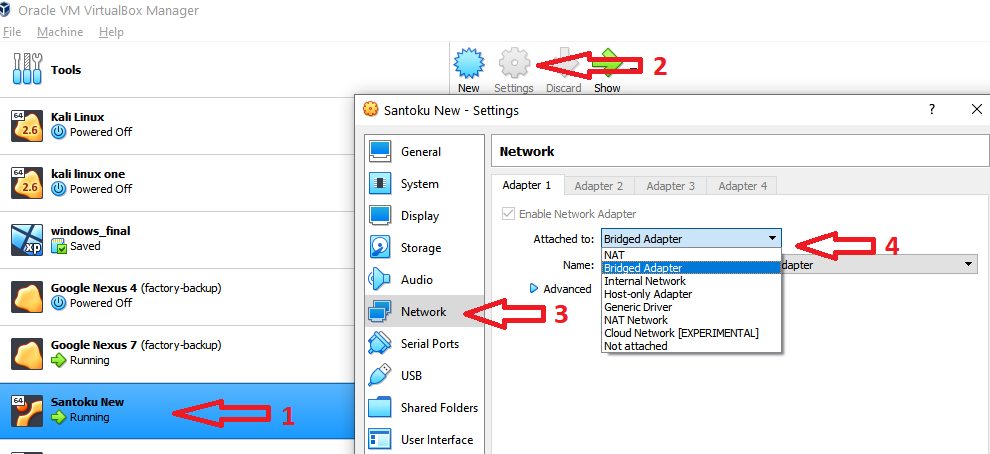 Oracle VM VirtualBox Manager
File Machine Help
Tools
New Settings Discard Show
2
64
2.6
Kali Linux
Powered Off
64
2.6
kali linux one
Powered Off
XP
windows_final
Saved
Google Nexus 4 (factory-backup)
Powered Off
Google Nexus 7 (factory-backup)
Running
64
Santoku New
Running
1
Santoku New - Settings ? ×
General
System
Display
Storage
Audio
Network
3
Serial Ports
USB
Shared Folders
User Interface
Network
Adapter 1 Adapter 2 Adapter 3 Adapter 4
Enable Network Adapter
Attached to: Bridged Adapter
4
NAT
Name: dapter
Bridged Adapter
Internal Network
Advanced
Host-only Adapter
Generic Driver
NAT Network
Cloud Network [EXPERIMENTAL]
Not attached